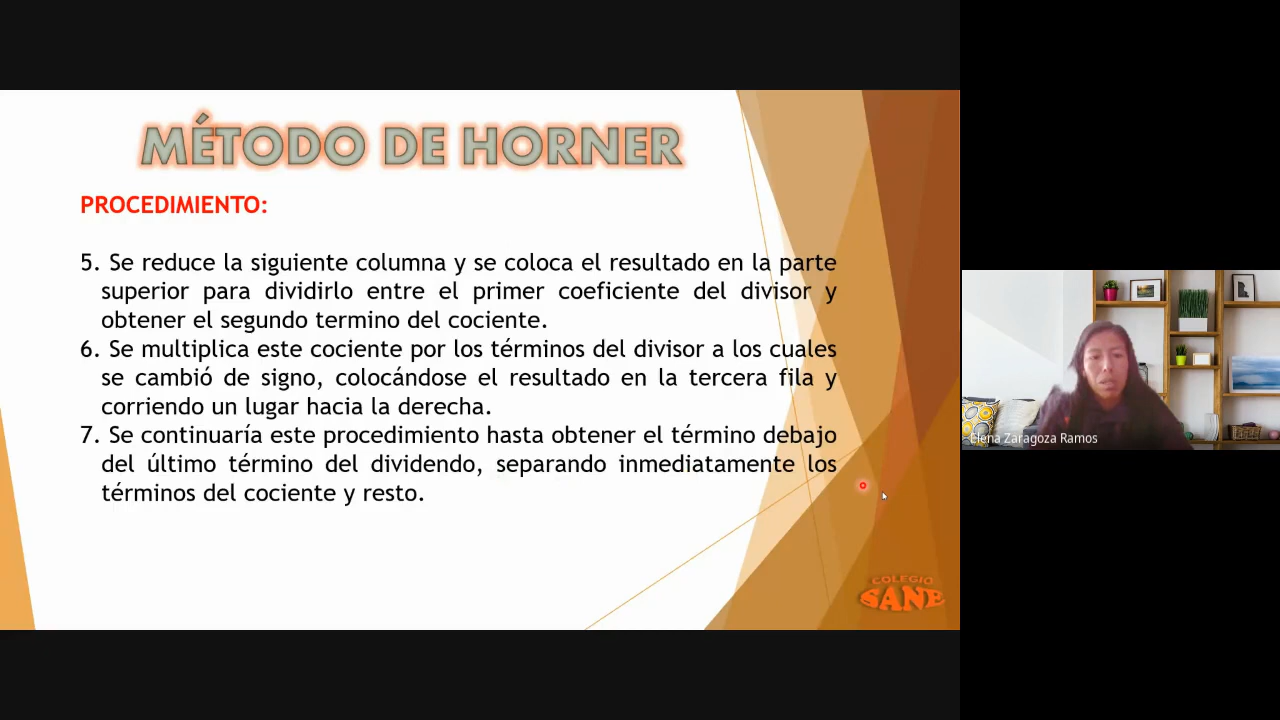 MÉTODO DE HORNER
PROCEDIMIENTO:
5. Se reduce la siguiente columna y se coloca el resultado en la parte
superior para dividirlo entre el primer coeficiente del divisor y
obtener el segundo termino del cociente.
6. Se multiplica este cociente por los términos del divisor a los cuales
se cambió de signo, colocándose el resultado en la tercera fila y
corriendo un lugar hacia la derecha.
7. Se continuaría este procedimiento hasta obtener el término debajo
del último término del dividendo, separando inmediatamente los
términos del cociente y resto.
COLEGIO
SANE
Elena Zaragoza Ramos